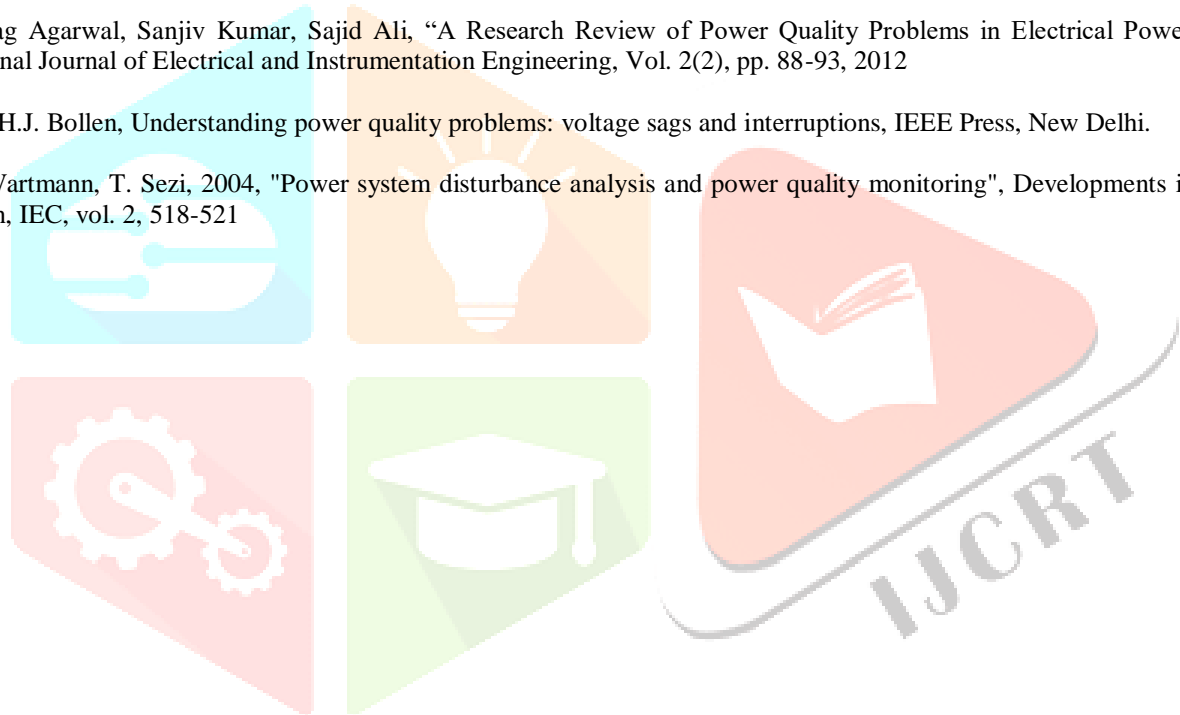 ag Agarwal, Sanjiv Kumar, Sajid Ali, “A Research Review of Power Quality Problems in Electrical Powe
nal Journal of Electrical and Instrumentation Engineering, Vol. 2(2), pp. 88-93, 2012
H.J. Bollen, Understanding power quality problems: voltage sags and interruptions, IEEE Press, New Delhi.
Vartmann, T. Sezi, 2004, "Power system disturbance analysis and power quality monitoring", Developments i
n, IEC, vol. 2, 518-521
IJCRT